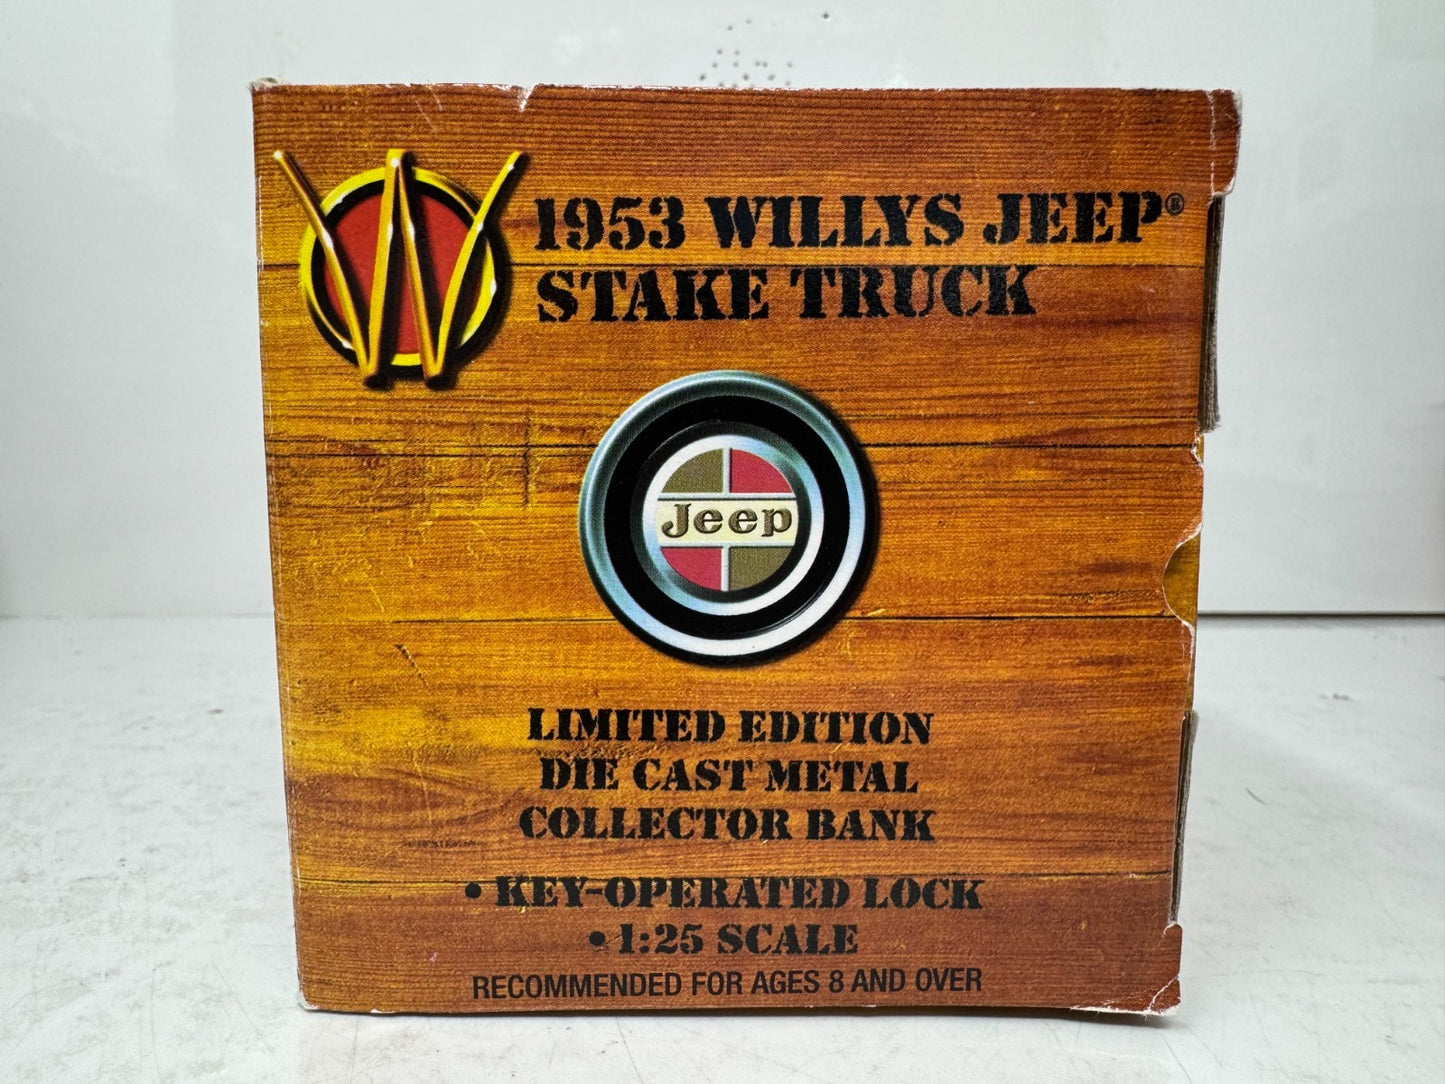 W
1953 WILLYS JEEP®
STAKE TRUCK
Jeep
LIMITED EDITION
DIE CAST METAL
COLLECTOR BANK
• KEY-OPERATED LOCK
• 1:25 SCALE
RECOMMENDED FOR AGES 8 AND OVER